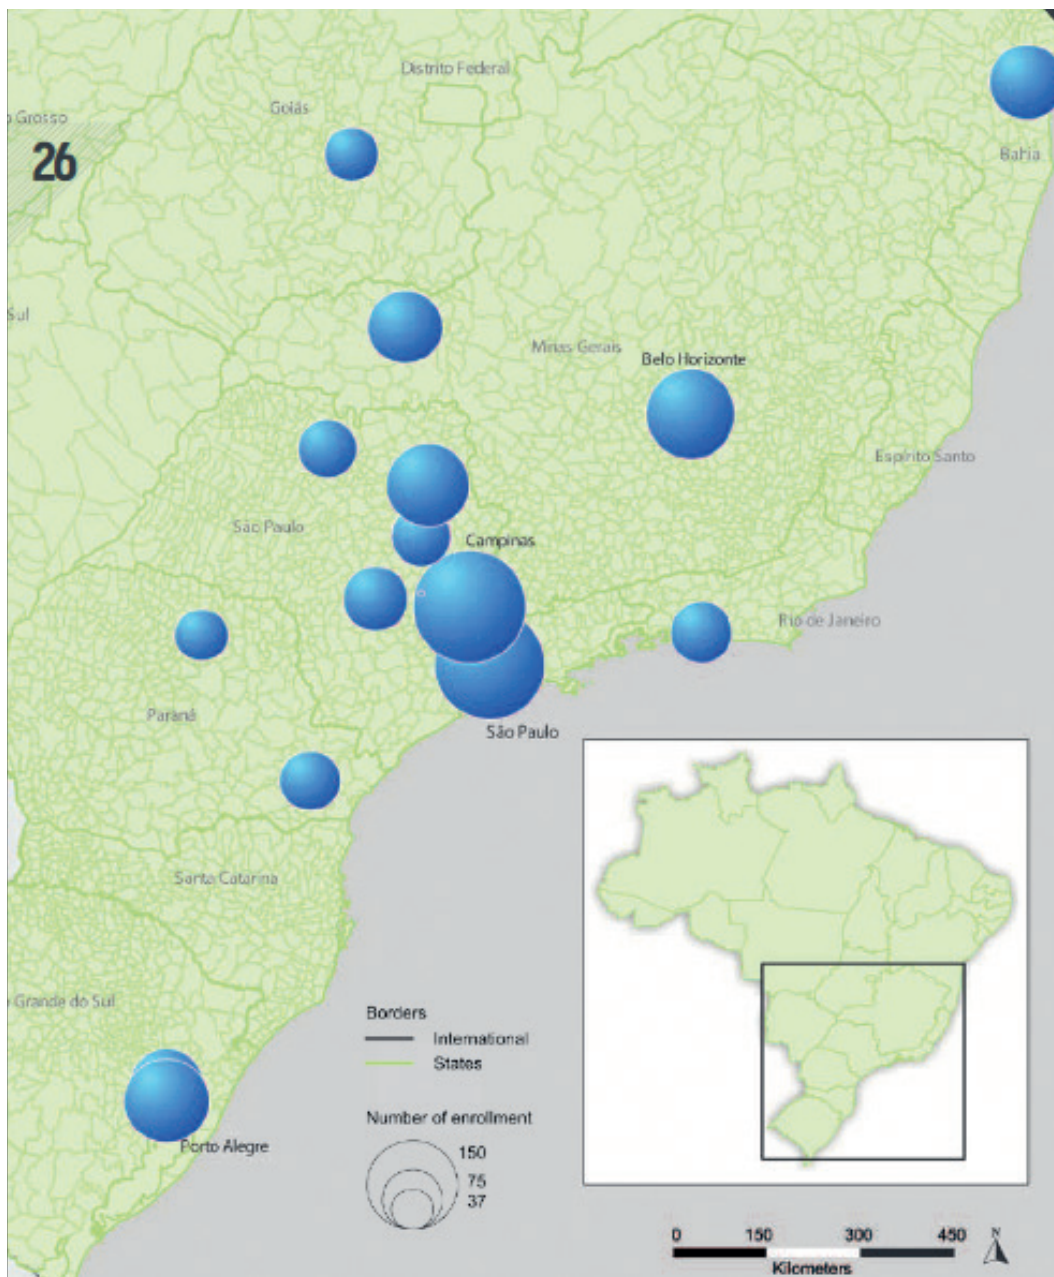 Distrito Federal
Goiás
o Grosso
26
Bahia
Sul
Minas Gerais
Belo Horizonte
Espírito Santo
São Paulo
Campinas
Rio de Janeiro
Paraná
São Paulo
Santa Catarina
Grande do Sul
Borders
International
States
Number of enrollment
150
75
37
Porto Alegre
0 150 300 450
N
Kilometers